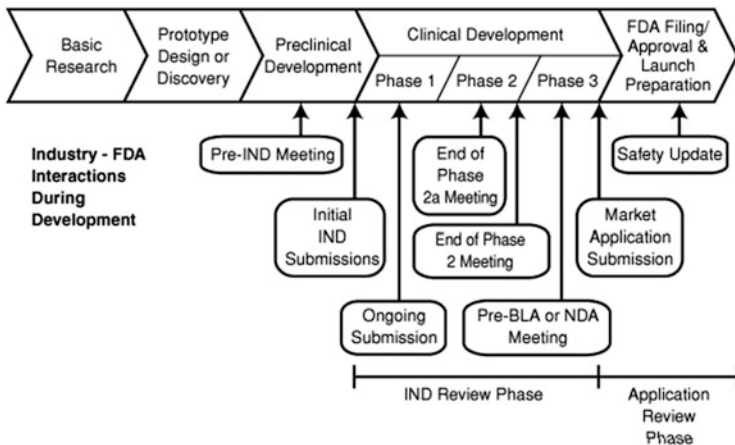 Basic
Research
Prototype
Design or
Discovery
Preclinical
Development
Clinical Development
Phase 1
Phase 2
Phase 3
FDA Filing/
Approval &
Launch
Preparation
Industry - FDA
Interactions
During
Development
Pre-IND Meeting
Initial
IND
Submissions
Ongoing
Submission
End of
Phase
2a Meeting
End of Phase
2 Meeting
Pre-BLA or NDA
Meeting
Market
Application
Submission
Safety Update
IND Review Phase
Application
Review
Phase